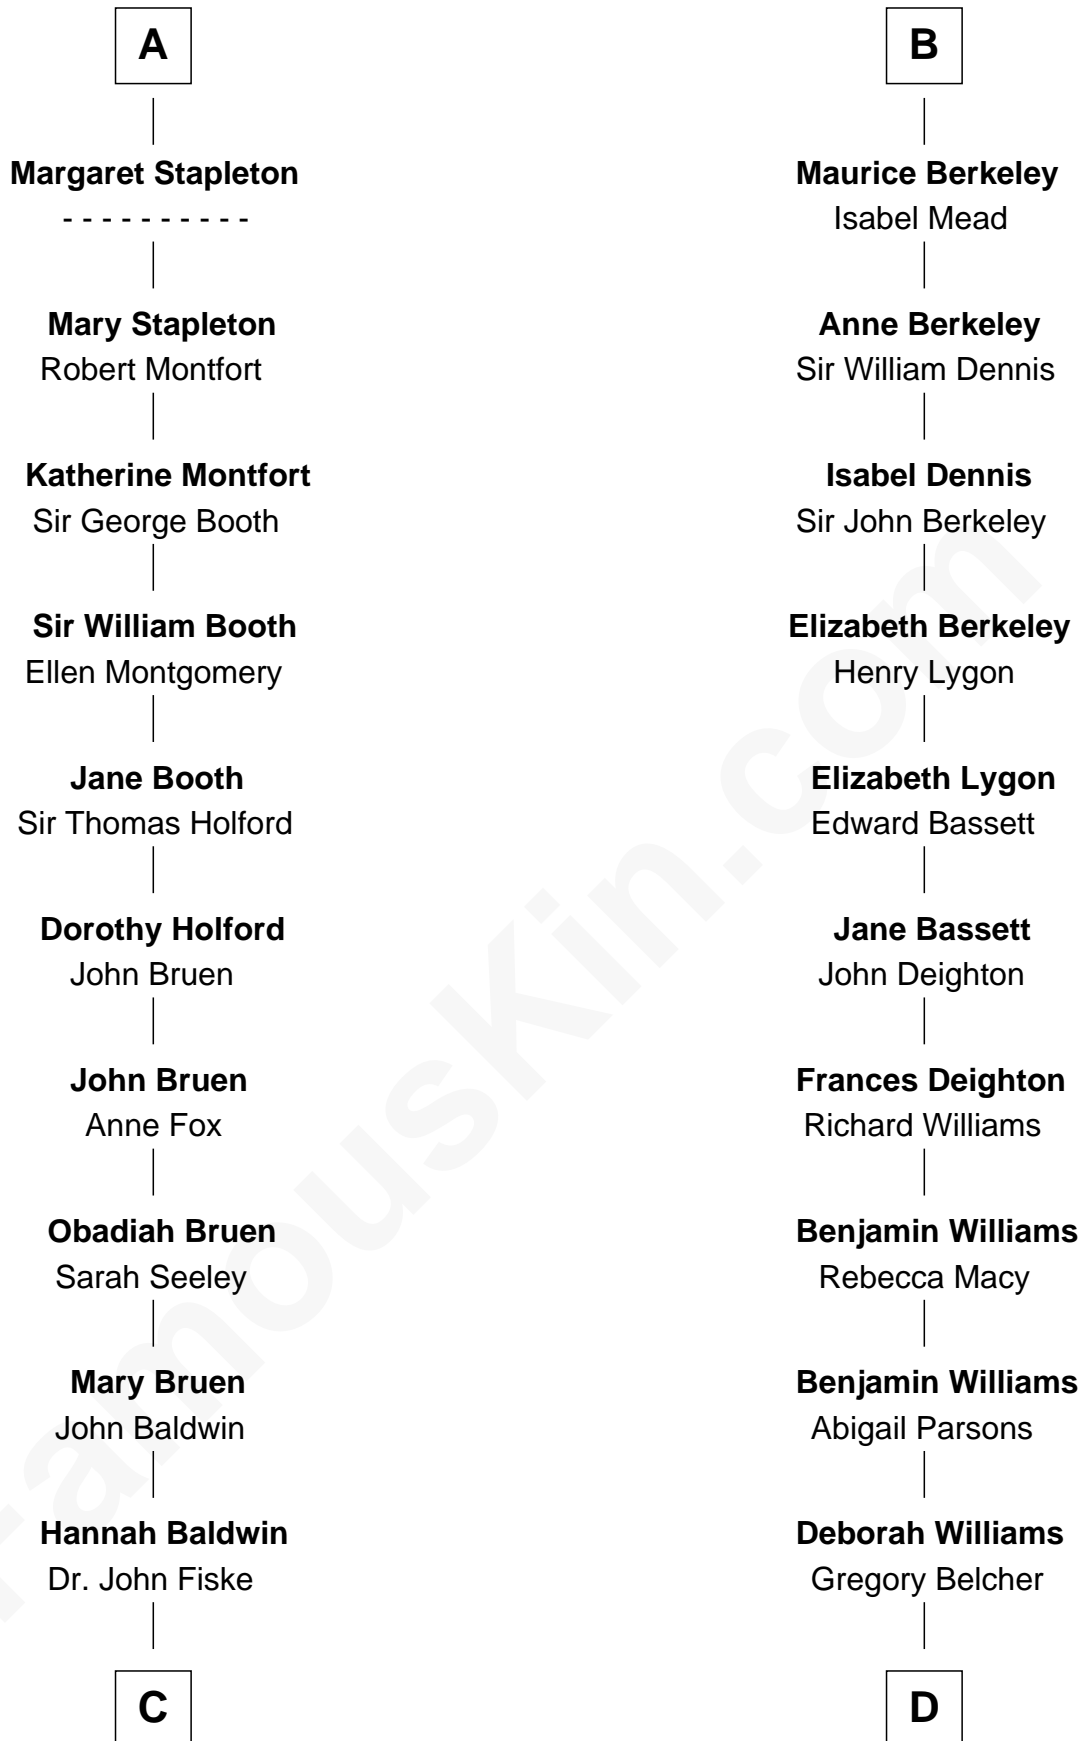 A
Margaret Stapleton
- - - - - - - - - -
Mary Stapleton
Robert Montfort
Katherine Montfort
Sir George Booth
Sir William Booth
Ellen Montgomery
Jane Booth
Sir Thomas Holford
Dorothy Holford
John Bruen
John Bruen
Anne Fox
Obadiah Bruen
Sarah Seeley
Mary Bruen
John Baldwin
Hannah Baldwin
Dr. John Fiske
C
B
Maurice Berkeley
Isabel Mead
Anne Berkeley
Sir William Dennis
Isabel Dennis
Sir John Berkeley
Elizabeth Berkeley
Henry Lygon
Elizabeth Lygon
Edward Bassett
Jane Bassett
John Deighton
Frances Deighton
Richard Williams
Benjamin Williams
Rebecca Macy
Benjamin Williams
Abigail Parsons
Deborah Williams
Gregory Belcher
D
FamousKin.com